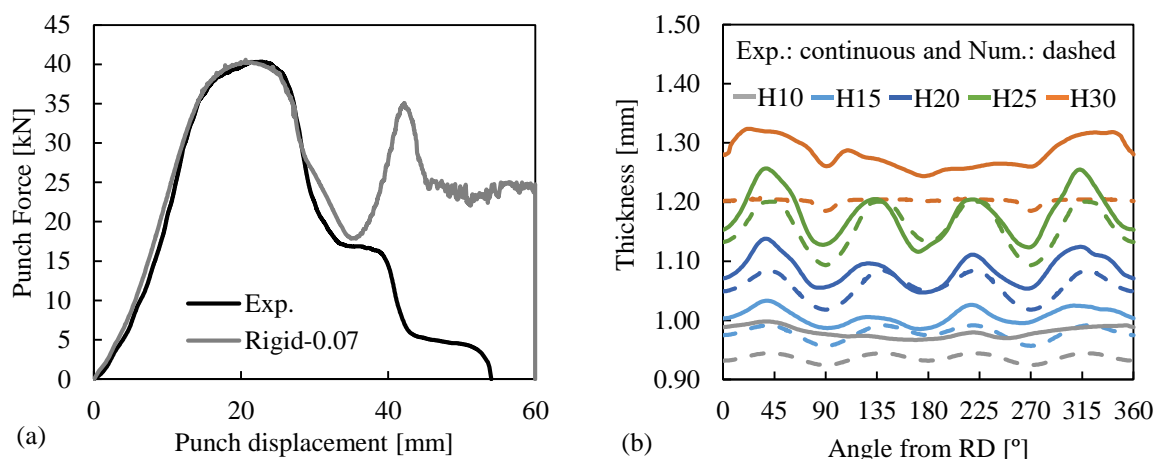 (a)
Punch Force [kN]
45
40
35
30
25
20
15
10
5
0
Exp.
Rigid-0.07
0 20 40 60
Punch displacement [mm]
(b)
Thickness [mm]
1.50
1.40
1.30
1.20
1.10
1.00
0.90
Exp.: continuous and Num.: dashed
H10 H15 H20 H25 H30
0 45 90 135 180 225 270 315 360
Angle from RD [º]